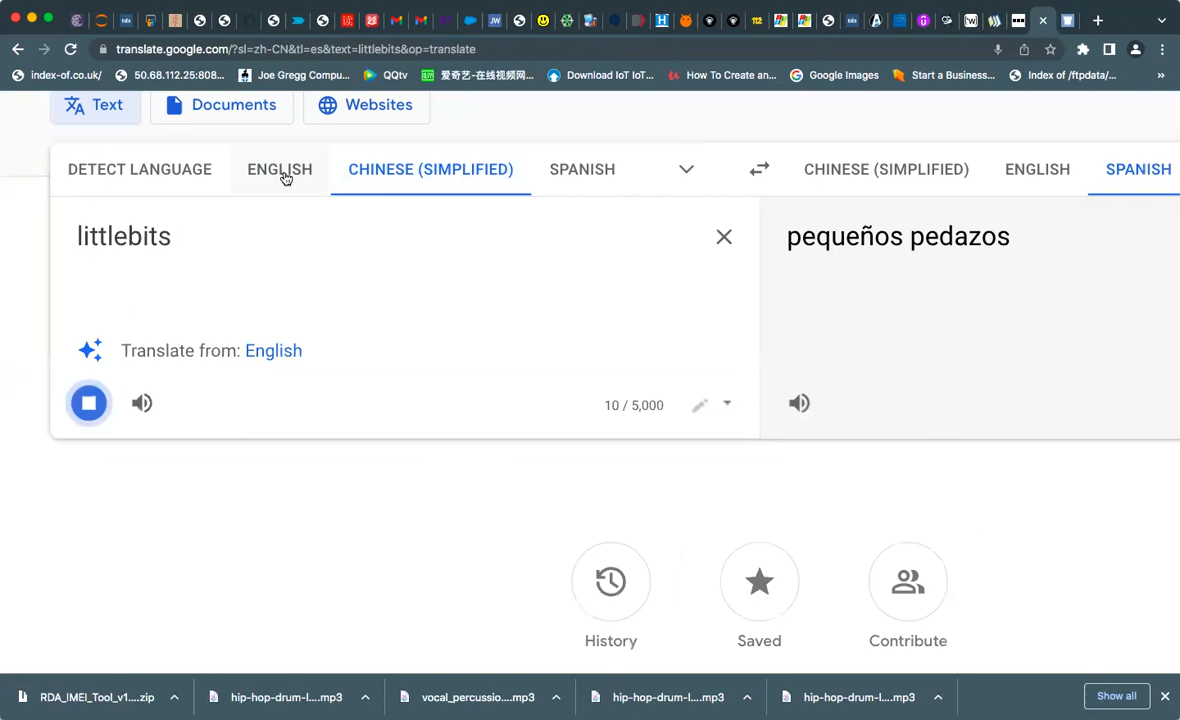 translate.google.com/?sl=zh-CN&tl=es&text=littlebits&op=translate
index-of.co.uk/ 50.68.112.25:808... Joe Gregg Compu... QQtv 爱奇艺-在线视频网... Download IoT IoT... How To Create an... Google Images Start a Business... Index of /ftpdata/... »
Text Documents Websites
DETECT LANGUAGE ENGLISH CHINESE (SIMPLIFIED) SPANISH CHINESE (SIMPLIFIED) ENGLISH SPANISH
littlebits pequeños pedazos
Translate from: English
10 / 5,000
History Saved Contribute
RDA_IMEI_Tool_v1....zip hip-hop-drum-l....mp3 vocal_percussio....mp3 hip-hop-drum-l....mp3 hip-hop-drum-l....mp3 Show all